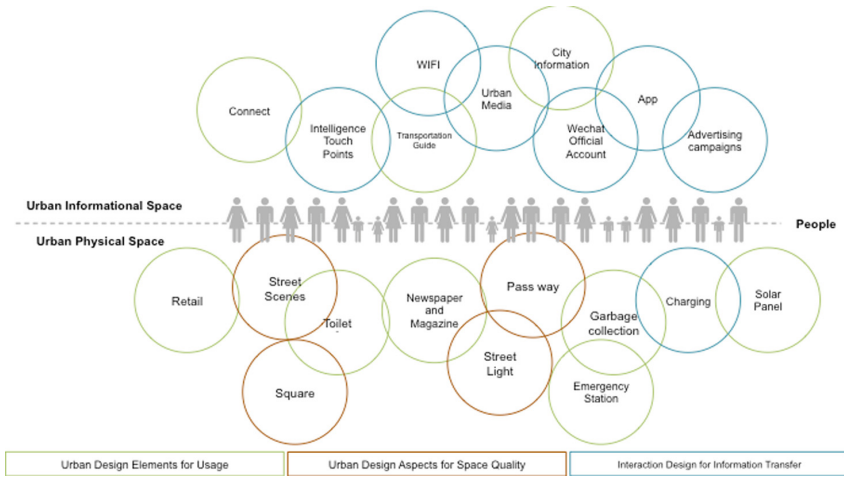 WIFI
City
Information
Connect
Urban
Media
App
Intelligence
Touch
Points
Transportation
Guide
Wechat
Official
Account
Advertising
campaigns
Urban Informational Space
People
Urban Physical Space
Retail
Street
Scenes
Toilet
Newspaper
and
Magazine
Pass way
Garbage
collection
Charging
Solar
Panel
Square
Street
Light
Emergency
Station
Urban Design Elements for Usage
Urban Design Aspects for Space Quality
Interaction Design for Information Transfer